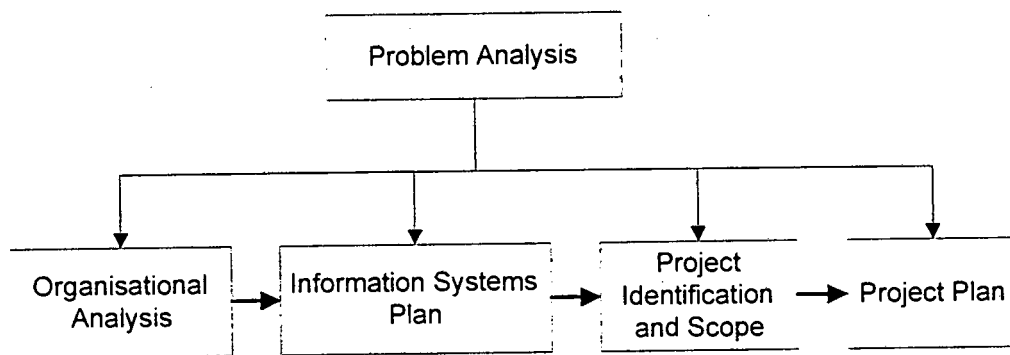 Problem Analysis
Organisational
Analysis
Information Systems
Plan
Project
Identification
and Scope
Project Plan